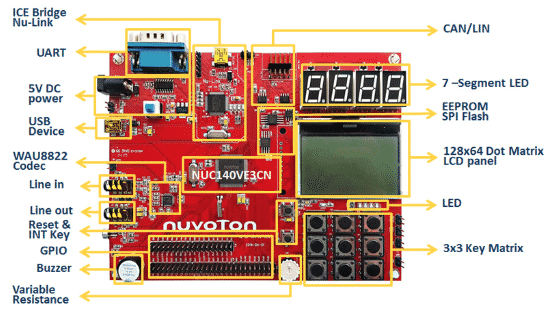 ICE Bridge
Nu-Link
UART
5V DC
power
USB
Device
WAU8822
Codec
Line in
Line out
Reset &
INT Key
GPIO
Buzzer
Variable
Resistance
CAN/LIN
7 –Segment LED
EEPROM
SPI Flash
128x64 Dot Matrix
LCD panel
LED
3x3 Key Matrix
NUC140VE3CN
nuvoTon